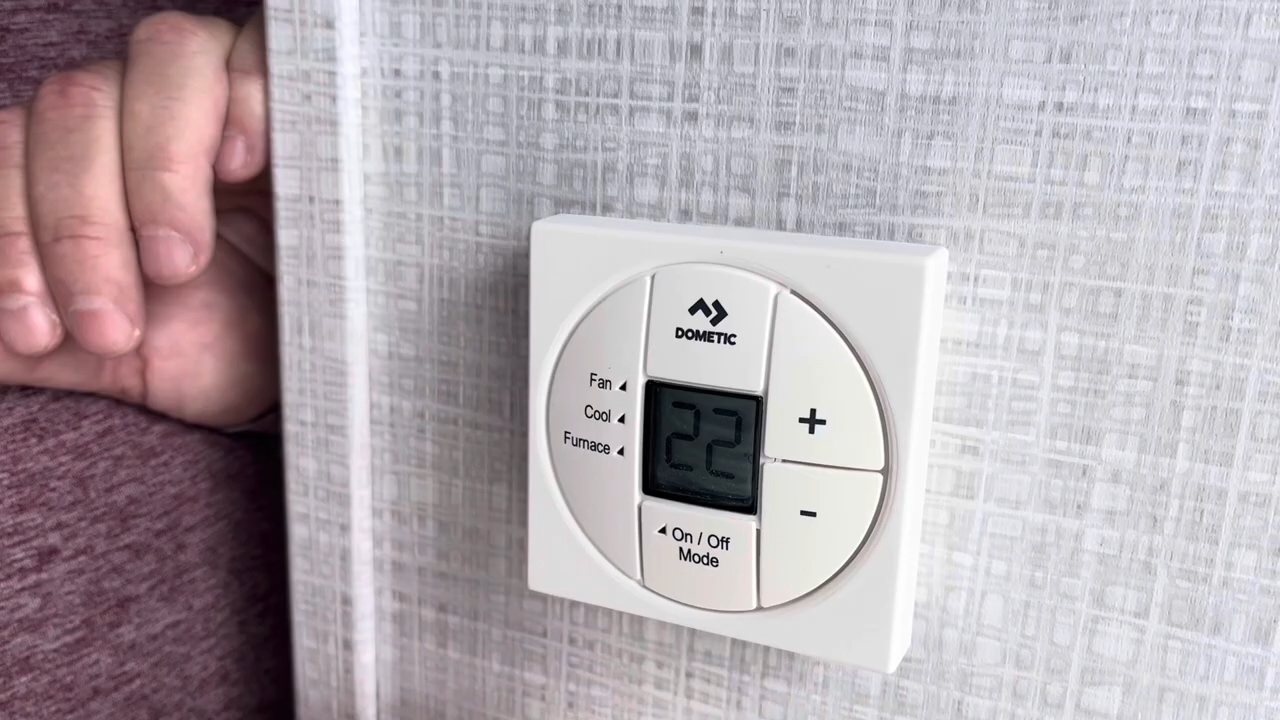 DOMETIC
Fan
Cool
Furnace
22
+
-
On / Off
Mode